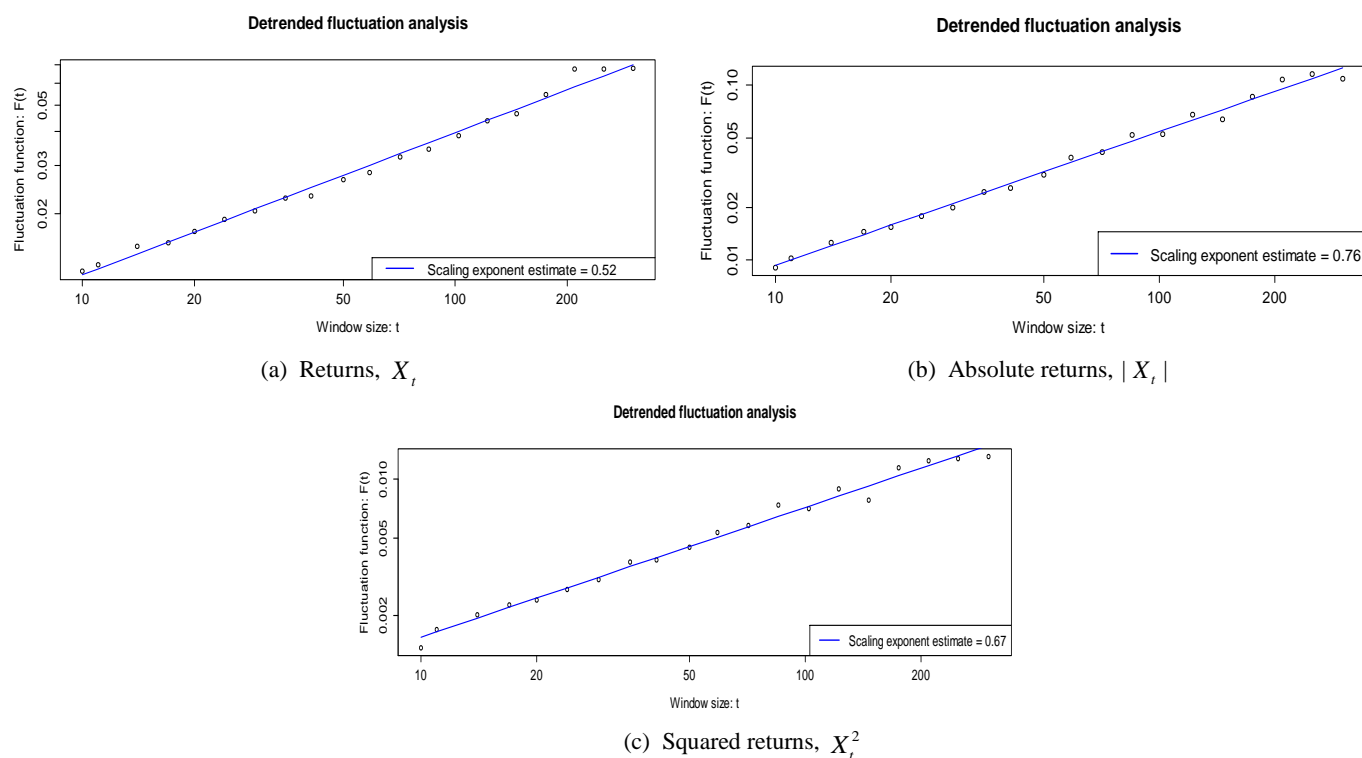 Detrended fluctuation analysis
Fluctuation function: F(t)
0.05
0.03
0.02
10 20 50 100 200
Window size: t
Scaling exponent estimate = 0.52
(a) Returns, X_t
Detrended fluctuation analysis
Fluctuation function: F(t)
0.10
0.05
0.02
0.01
10 20 50 100 200
Window size: t
Scaling exponent estimate = 0.76
(b) Absolute returns, | X_t |
Detrended fluctuation analysis
Fluctuation function: F(t)
0.010
0.005
0.002
10 20 50 100 200
Window size: t
Scaling exponent estimate = 0.67
(c) Squared returns, X_t^2